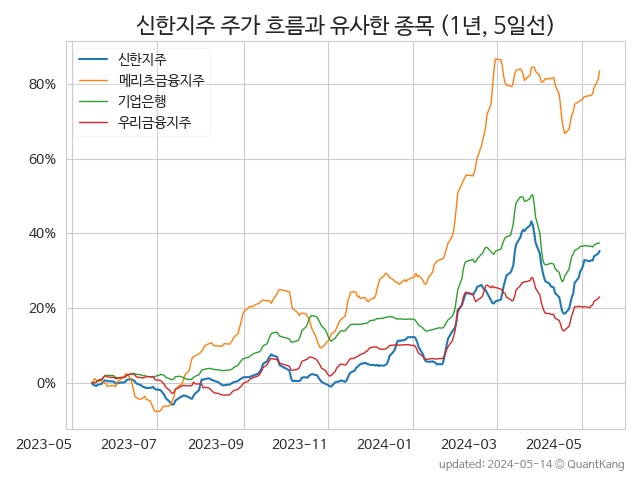 신한지주 주가 흐름과 유사한 종목 (1년, 5일선)
신한지주
메리츠금융지주
기업은행
우리금융지주
80%
60%
40%
20%
0%
2023-05 2023-07 2023-09 2023-11 2024-01 2024-03 2024-05
updated: 2024-05-14 © QuantKang